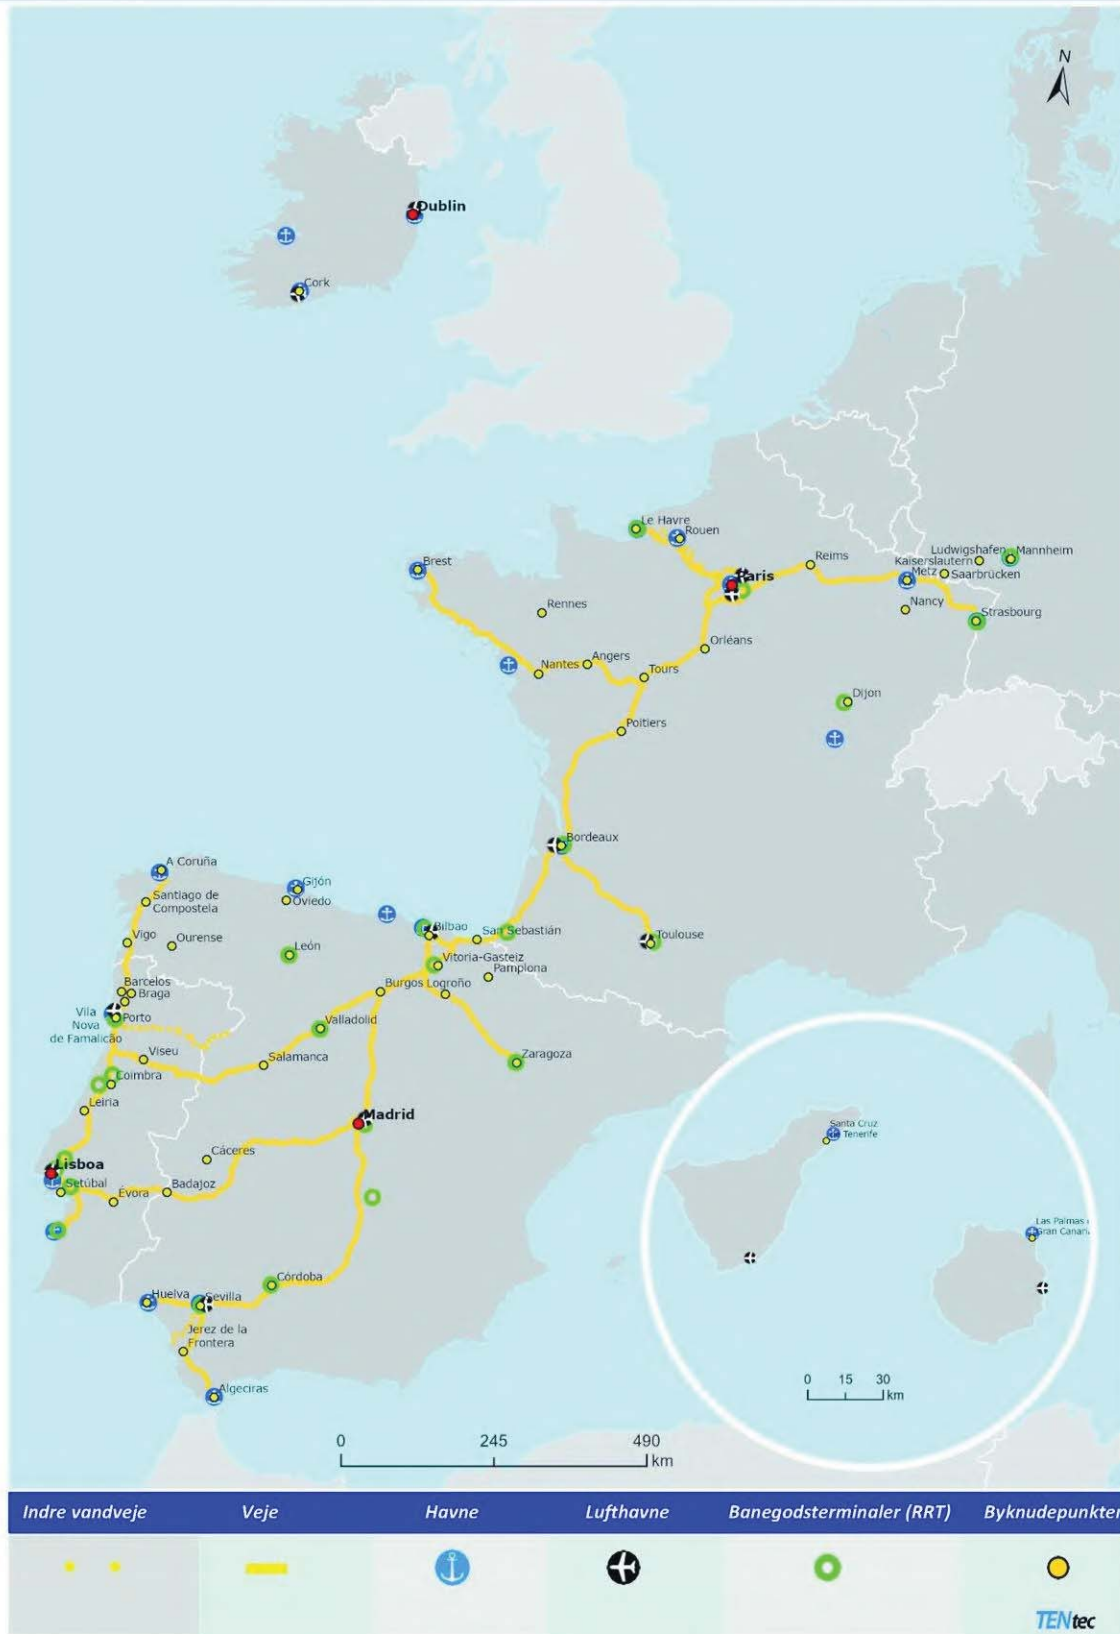 N
Dublin
Cork
Le Havre
Rouen
Brest
Reims
Ludwigshafen
Mannheim
Kaiserslautern
Metz
Saarbrücken
Rennes
Nancy
Strasbourg
Orléans
Angers
Nantes
Tours
Dijon
Poitiers
Bordeaux
A Coruña
Gijón
Santiago de
Compostela
Oviedo
Bilbao
San Sebastián
Toulouse
Vigo
Ourense
León
Vitoria-Gasteiz
Pamplona
Barcelos
Braga
Burgos
Logroño
Vila
Nova
de Famalicão
Porto
Valladolid
Viseu
Salamanca
Zaragoza
Coimbra
Leiria
Madrid
Santa Cruz
Tenerife
Cáceres
Lisboa
Setúbal
Évora
Badajoz
Las Palmas
Gran Canari
Córdoba
Huelva
Sevilla
Jerez de la
Frontera
Algeciras
0 15 30
km
0 245 490
km
Indre vandveje Veje Havne Lufthavne Banegodsterminaler (RRT) Byknudepunkter
TENtec